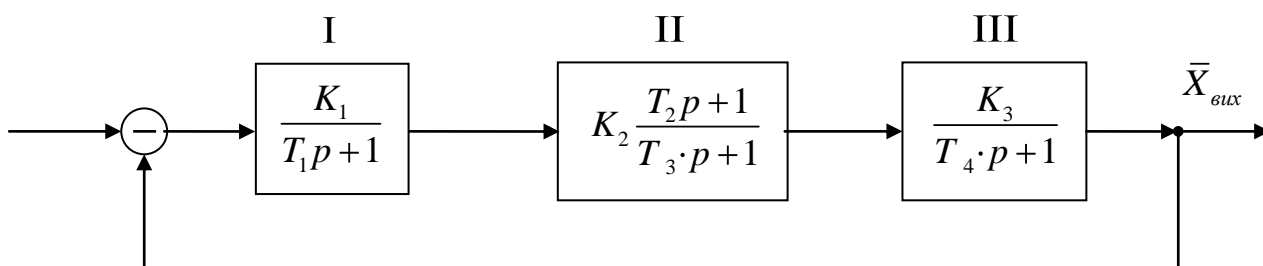 I
II
III
K₁
T₁p + 1
K₂
T₂p + 1
T₃·p + 1
K₃
T₄·p + 1
X̄вих
−